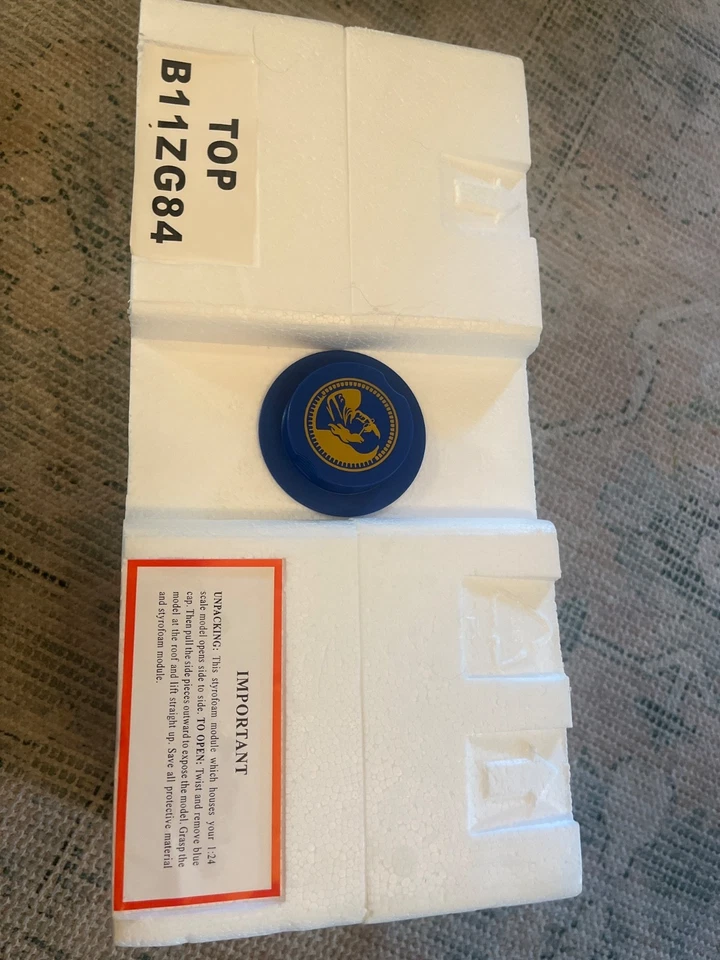 TOP
B11ZG84
IMPORTANT
UNPACKING: This styrofoam module which houses your 1:24
scale model opens side to side. TO OPEN: Twist and remove blue
cap. Then pull the side pieces outward to expose the model. Grasp the
model at the roof and lift straight up. Save all protective material
and styrofoam module.